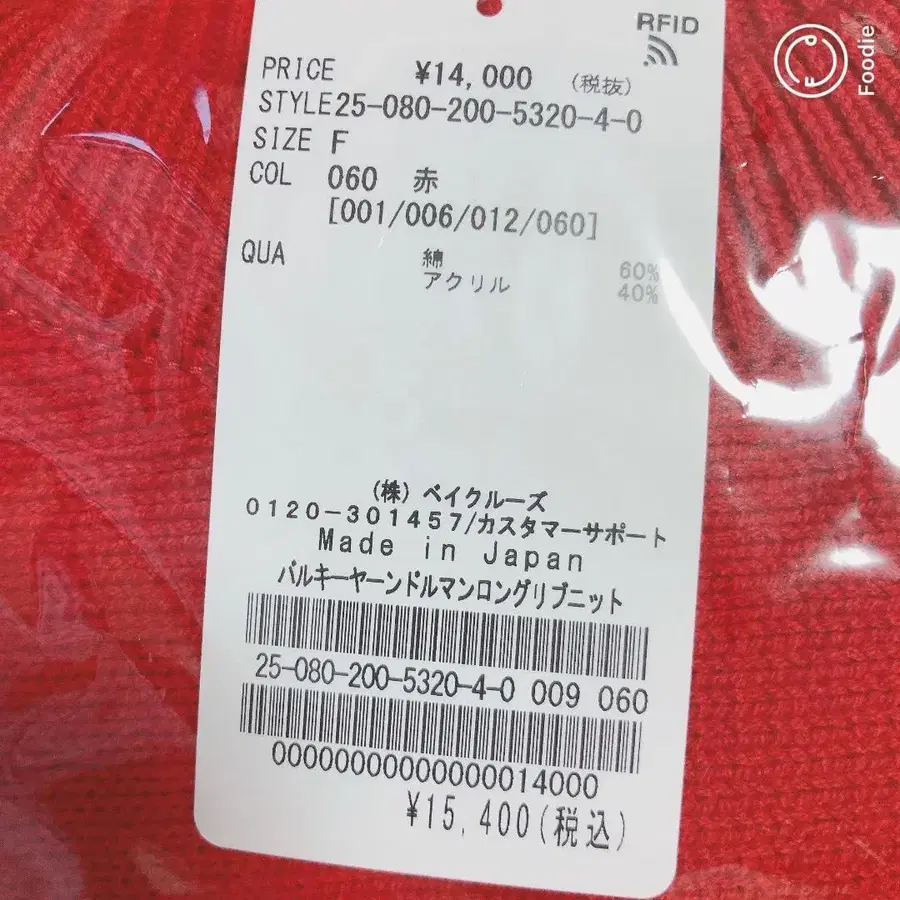 RFID
Foodie
PRICE ¥14,000 (税抜)
STYLE25-080-200-5320-4-0
SIZE F
COL 060 赤
[001/006/012/060]
QUA 綿 60%
アクリル 40%
(株) ベイクルーズ
0120-301457/カスタマーサポート
Made in Japan
バルキーヤーンドルマンロングリブニット
25-080-200-5320-4-0 009 060
00000000000000014000
¥15,400(税込)